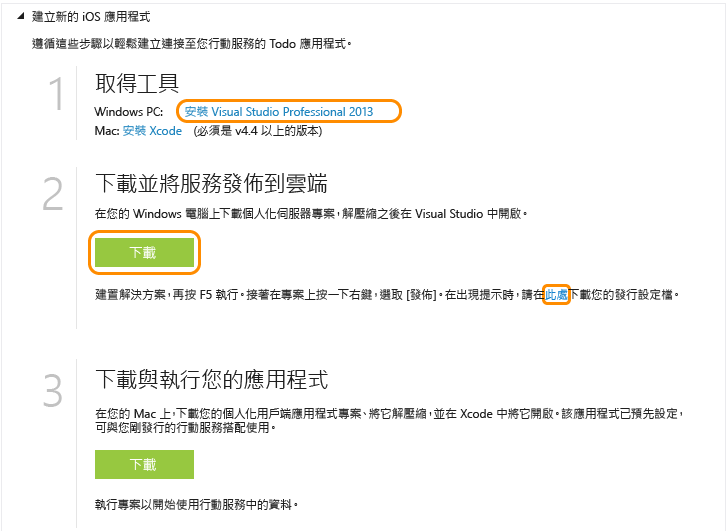 建立新的 iOS 應用程式
遵循這些步驟以輕鬆建立連接至您行動服務的 Todo 應用程式。
1
取得工具
Windows PC: 安裝 Visual Studio Professional 2013
Mac: 安裝 Xcode (必須是 v4.4 以上的版本)
2
下載並將服務發佈到雲端
在您的 Windows 電腦上下載個人化伺服器專案，解壓縮之後在 Visual Studio 中開啟。
下載
建置解決方案，再按 F5 執行。接著在專案上按一下右鍵，選取 [發佈]。在出現提示時，請在此處下載您的發行設定檔。
3
下載與執行您的應用程式
在您的 Mac 上，下載您的個人化用戶端應用程式專案、將它解壓縮，並在 Xcode 中將它開啟。該應用程式已預先設定，
可與您剛發行的行動服務搭配使用。
下載
執行專案以開始使用行動服務中的資料。